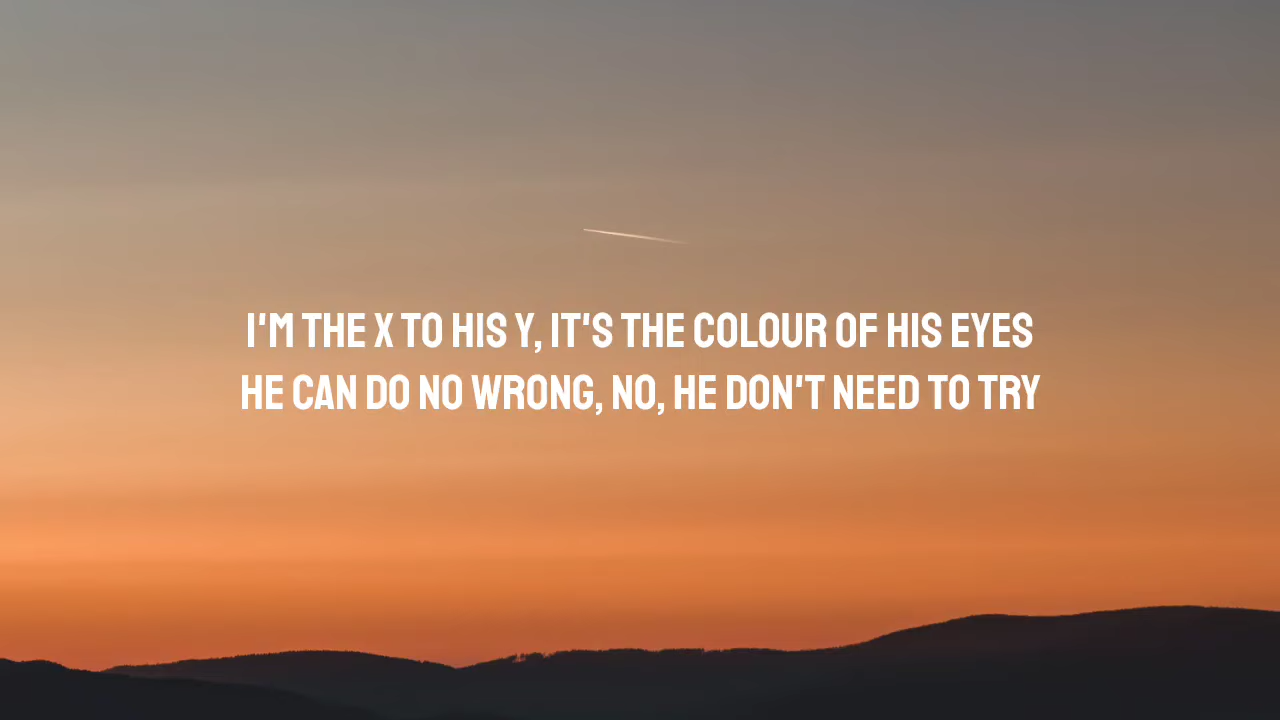 I'M THE X TO HIS Y, IT'S THE COLOUR OF HIS EYES
HE CAN DO NO WRONG, NO, HE DON'T NEED TO TRY